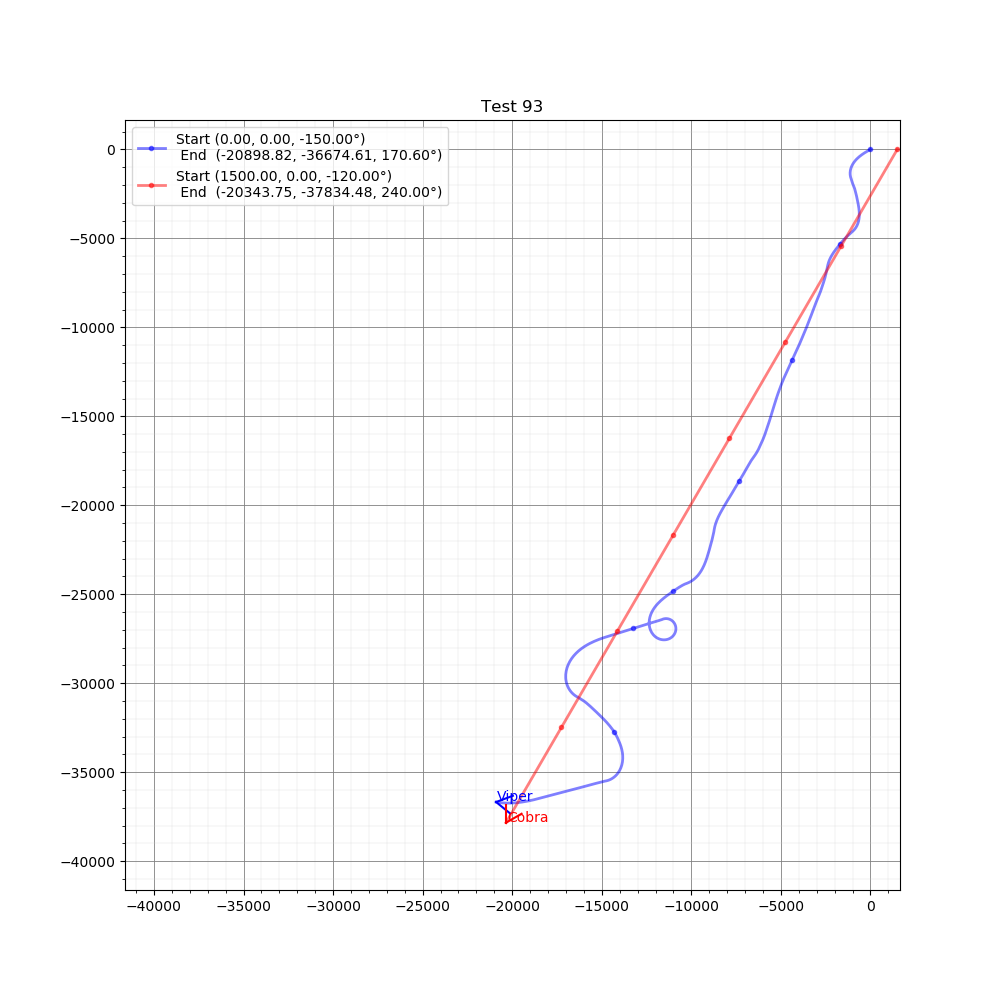 Test 93
Start (0.00, 0.00, -150.00°)
End  (-20898.82, -36674.61, 170.60°)
Start (1500.00, 0.00, -120.00°)
End  (-20343.75, -37834.48, 240.00°)
0
−5000
−10000
−15000
−20000
−25000
−30000
−35000
−40000
Viper
Cobra
−40000 −35000 −30000 −25000 −20000 −15000 −10000 −5000 0